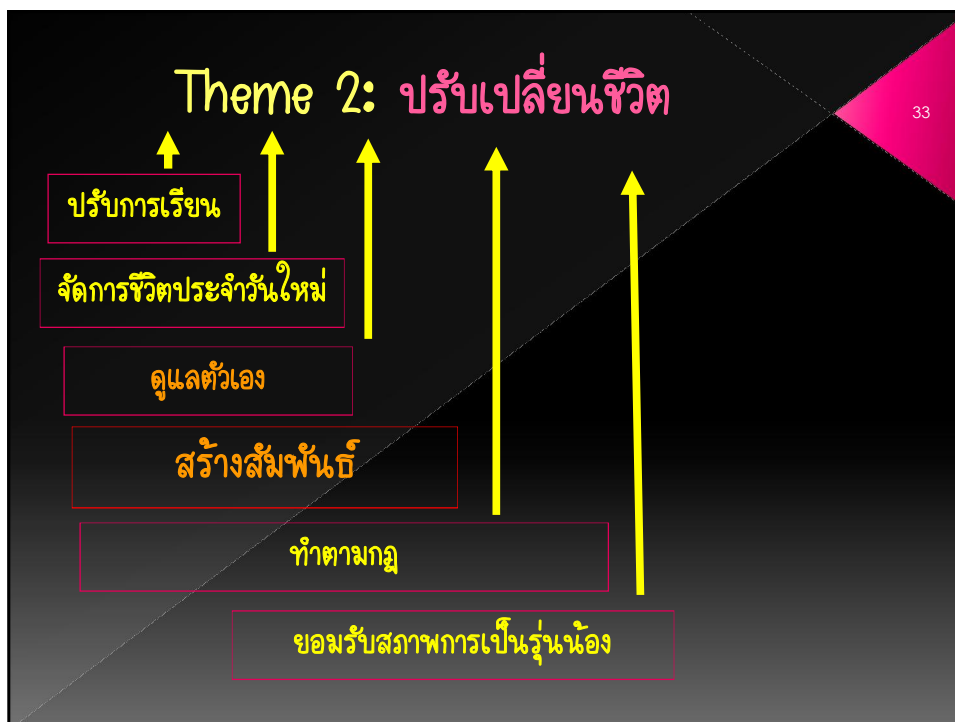 Theme 2: ปรับเปลี่ยนชีวิต
33
ปรับการเรียน
จัดการชีวิตประจำวันใหม่
ดูแลตัวเอง
สร้างสัมพันธ์
ทำตามกฎ
ยอมรับสภาพการเป็นรุ่นน้อง